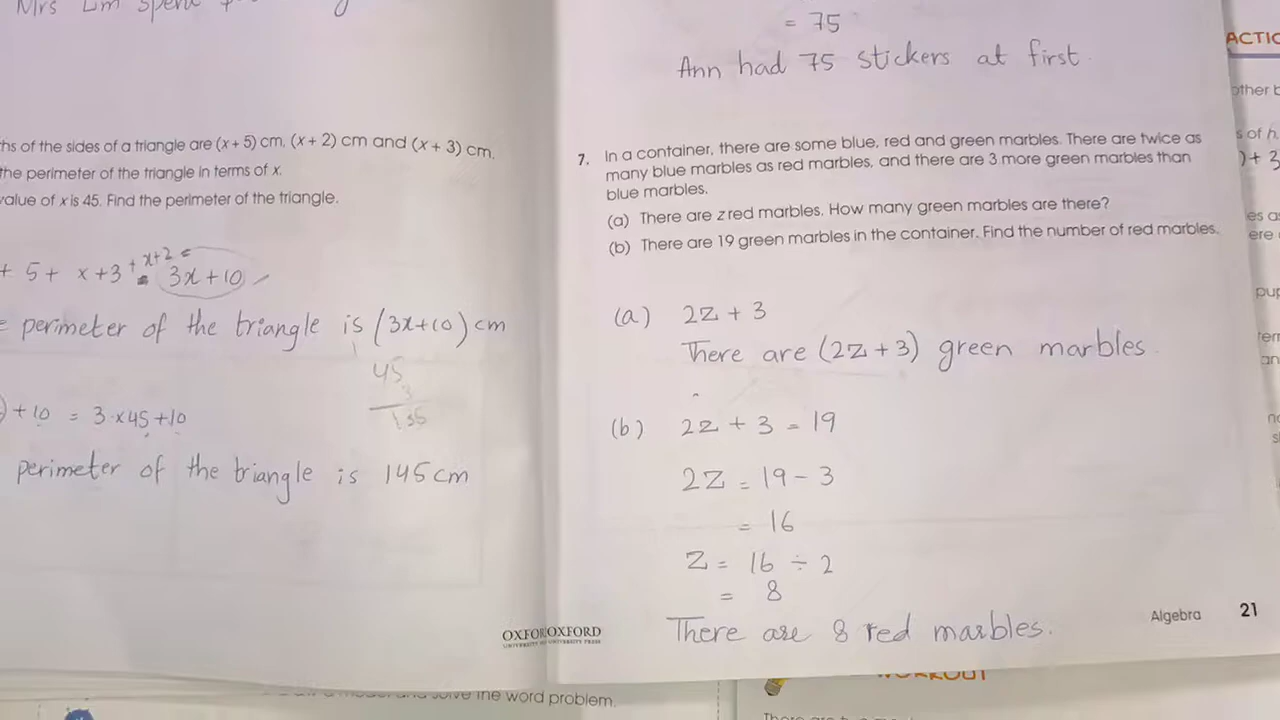 Mrs Lim spent
ths of the sides of a triangle are (x + 5) cm, (x + 2) cm and (x + 3) cm.
the perimeter of the triangle in terms of x.
value of x is 45. Find the perimeter of the triangle.
+ 5 + x + 3 + x + 2 = 3x + 10
perimeter of the triangle is (3x+10) cm
45
3
135
) + 10 = 3 × 45 + 10
perimeter of the triangle is 145 cm
OXFOR
= 75
Ann had 75 stickers at first.
7. In a container, there are some blue, red and green marbles. There are twice as
many blue marbles as red marbles, and there are 3 more green marbles than
blue marbles.
(a) There are z red marbles. How many green marbles are there?
(b) There are 19 green marbles in the container. Find the number of red marbles.
(a) 2z + 3
There are (2z + 3) green marbles
(b) 2z + 3 = 19
2z = 19 - 3
= 16
z = 16 ÷ 2
= 8
There are 8 red marbles.
OXFORD
UNIVERSITY PRESS
Algebra 21
ACTIC
other b
s of h
) + 3
es a
ere
pup
and solve the word problem.
WORKOUT